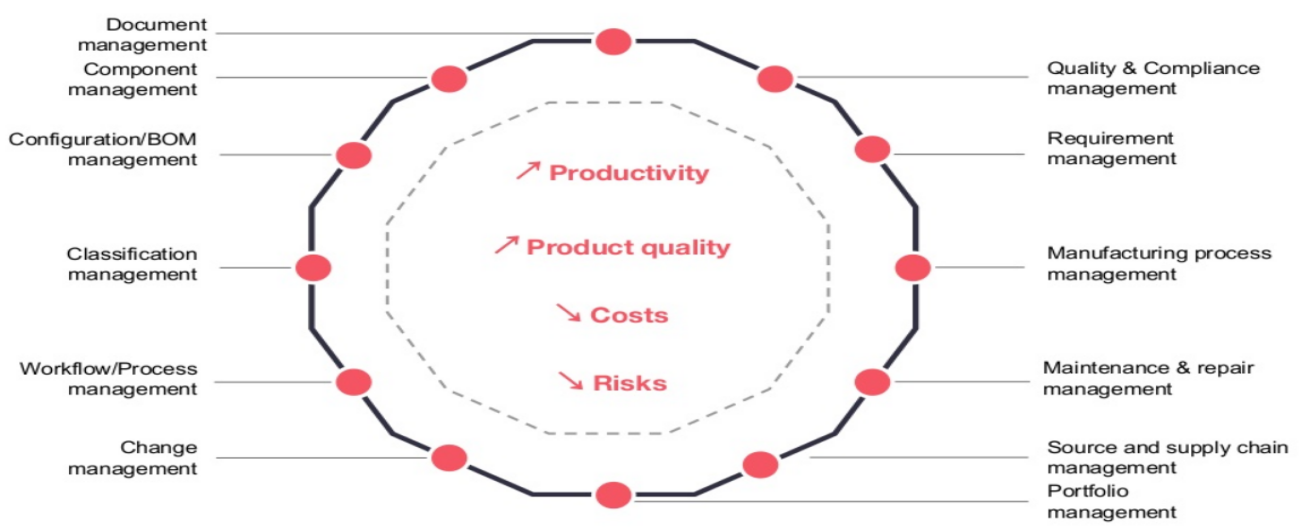 Document
management
Component
management
Configuration/BOM
management
Classification
management
Workflow/Process
management
Change
management
↗ Productivity
↗ Product quality
↘ Costs
↘ Risks
Quality & Compliance
management
Requirement
management
Manufacturing process
management
Maintenance & repair
management
Source and supply chain
management
Portfolio
management